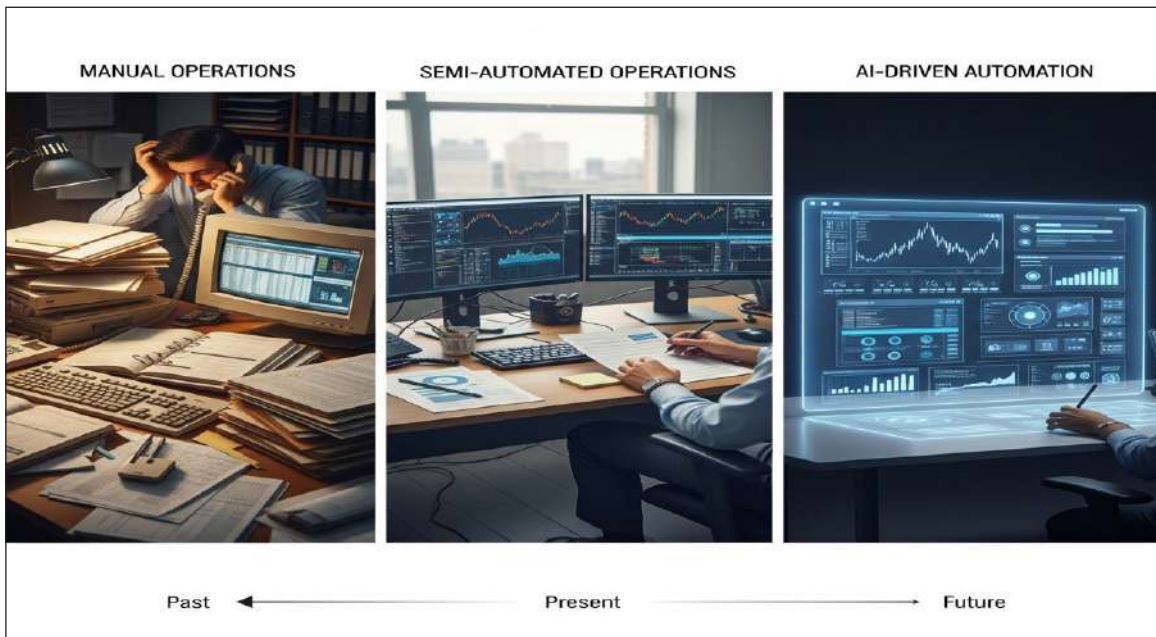 MANUAL OPERATIONS
SEMI-AUTOMATED OPERATIONS
AI-DRIVEN AUTOMATION
Past
Present
Future